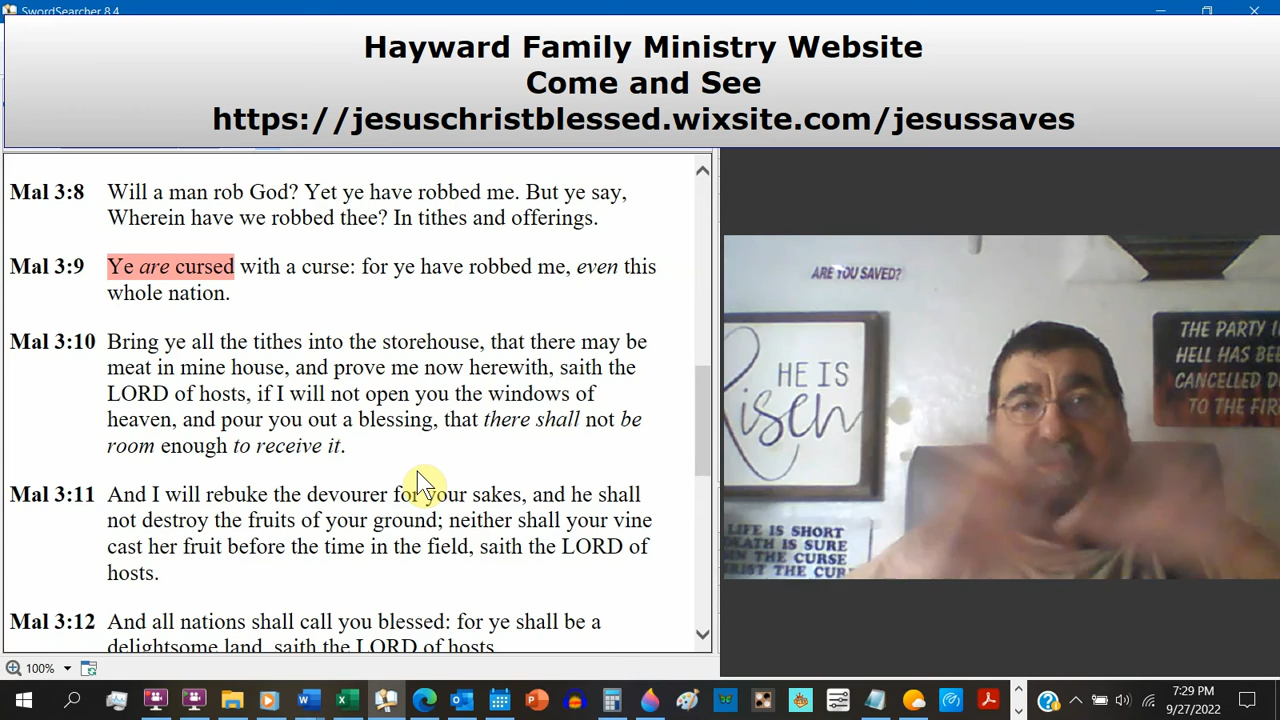 SwordSearcher 8.4
Hayward Family Ministry Website
Come and See
https://jesuschristblessed.wixsite.com/jesussaves
Mal 3:8 Will a man rob God? Yet ye have robbed me. But ye say,
Wherein have we robbed thee? In tithes and offerings.
Mal 3:9 Ye are cursed with a curse: for ye have robbed me, even this
whole nation.
Mal 3:10 Bring ye all the tithes into the storehouse, that there may be
meat in mine house, and prove me now herewith, saith the
LORD of hosts, if I will not open you the windows of
heaven, and pour you out a blessing, that there shall not be
room enough to receive it.
Mal 3:11 And I will rebuke the devourer for your sakes, and he shall
not destroy the fruits of your ground; neither shall your vine
cast her fruit before the time in the field, saith the LORD of
hosts.
Mal 3:12 And all nations shall call you blessed: for ye shall be a
delightsome land, saith the LORD of hosts.
ARE YOU SAVED?
HE IS
Risen
THE PARTY I
HELL HAS BEE
CANCELLED D
TO THE FIR
LIFE IS SHORT
DEATH IS SURE
SIN THE CURSE
CHRIST THE CUR
100%
7:29 PM
9/27/2022